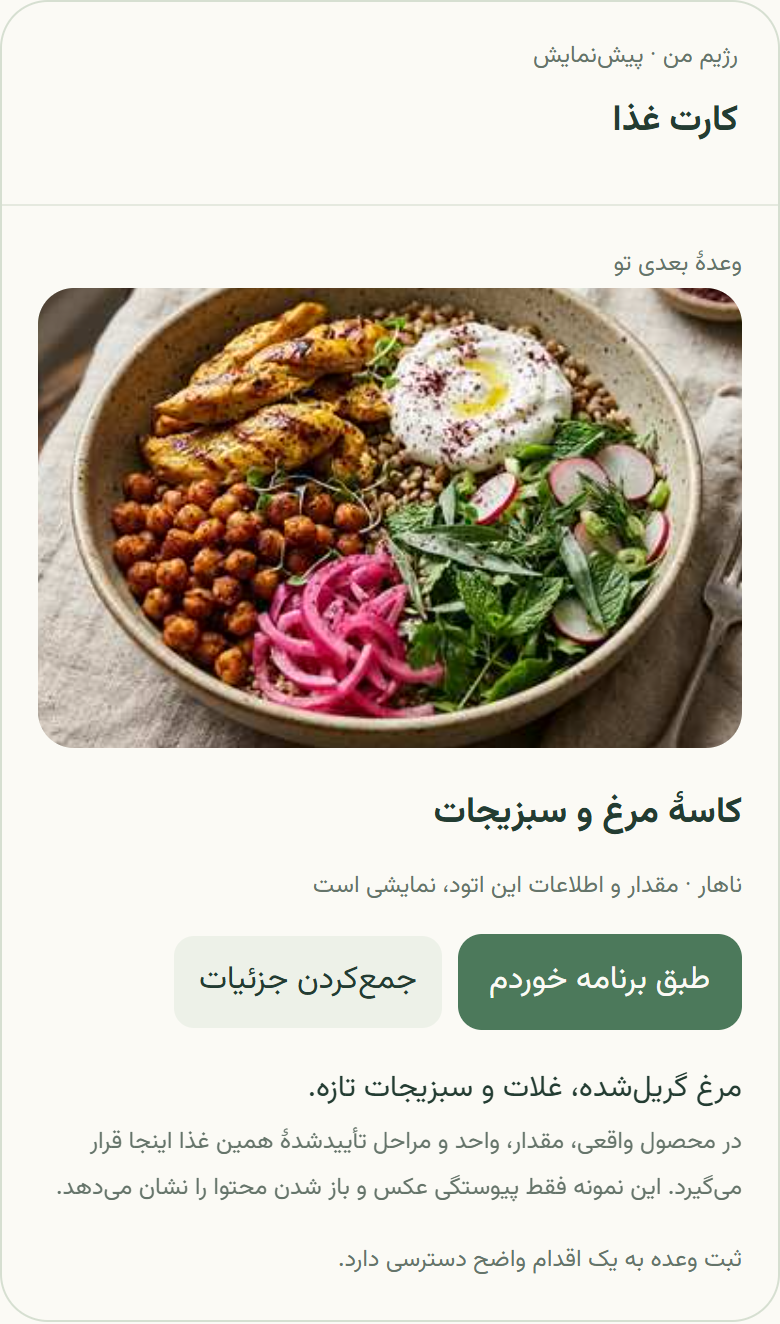 رژیم من · پیش‌نمایش
کارت غذا
وعدهٔ بعدی تو
کاسهٔ مرغ و سبزیجات
ناهار · مقدار و اطلاعات این اتود، نمایشی است
طبق برنامه خوردم
جمع‌کردن جزئیات
مرغ گریل‌شده، غلات و سبزیجات تازه.
در محصول واقعی، مقدار، واحد و مراحل تأییدشدهٔ همین غذا اینجا قرار
می‌گیرد. این نمونه فقط پیوستگی عکس و باز شدن محتوا را نشان می‌دهد.
ثبت وعده به یک اقدام واضح دسترسی دارد.